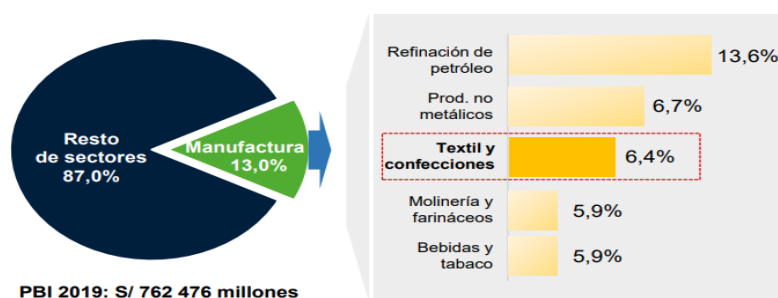 Resto
de sectores
87,0%
Manufactura
13,0%
PBI 2019: S/ 762 476 millones
Refinación de
petróleo
13,6%
Prod. no
metálicos
6,7%
Textil y
confecciones
6,4%
Molinería y
farináceos
5,9%
Bebidas y
tabaco
5,9%